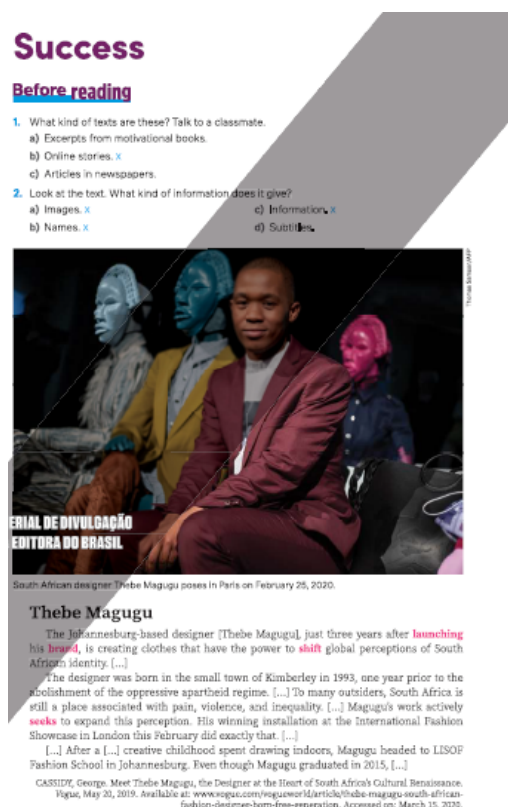 Success
Before reading
1. What kind of texts are these? Talk to a classmate.
a) Excerpts from motivational books.
b) Online stories. x
c) Articles in newspapers.
2. Look at the text. What kind of information does it give?
a) Images. x
c) Information. x
b) Names. x
d) Subtitles.
Thomas Samson/AFP
ERIAL DE DIVULGAÇÃO
EDITORA DO BRASIL
South African designer Thebe Magugu poses in Paris on February 25, 2020.
Thebe Magugu
The Johannesburg-based designer [Thebe Magugu], just three years after launching
his brand, is creating clothes that have the power to shift global perceptions of South
African identity. [...]
The designer was born in the small town of Kimberley in 1993, one year prior to the
abolishment of the oppressive apartheid regime. [...] To many outsiders, South Africa is
still a place associated with pain, violence, and inequality. [...] Magugu's work actively
seeks to expand this perception. His winning installation at the International Fashion
Showcase in London this February did exactly that. [...]
[...] After a [...] creative childhood spent drawing indoors, Magugu headed to LISOF
Fashion School in Johannesburg. Even though Magugu graduated in 2015, [...]
CASSIDY, George. Meet Thebe Magugu, the Designer at the Heart of South Africa's Cultural Renaissance.
Vogue, May 20, 2019. Available at: www.vogue.com/vogueworld/article/thebe-magugu-south-african-
fashion-designer-born-free-generation. Accessed on: March 15, 2020.